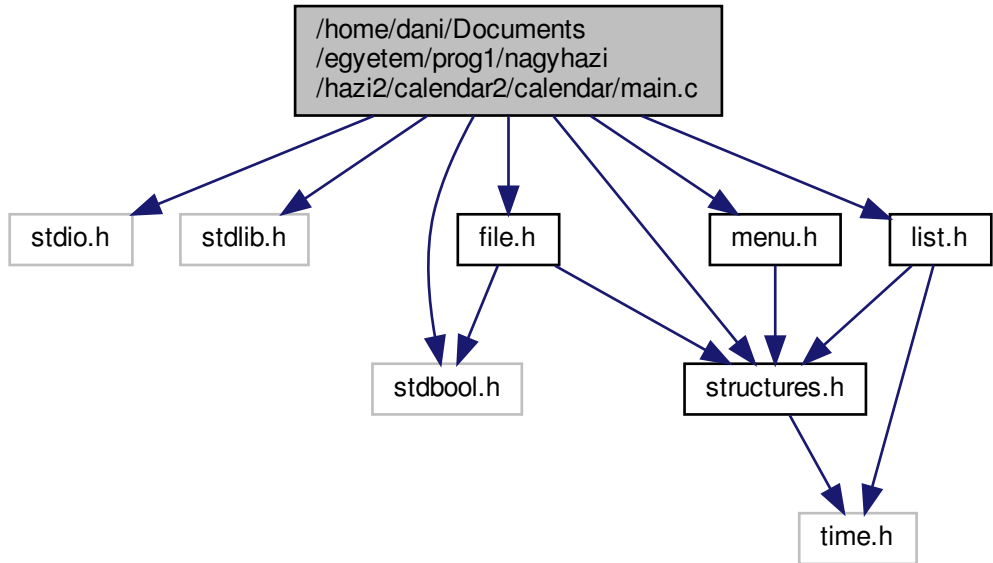 /home/dani/Documents
/egyetem/prog1/nagyhazi
/hazi2/calendar2/calendar/main.c
stdio.h
stdlib.h
file.h
menu.h
list.h
stdbool.h
structures.h
time.h